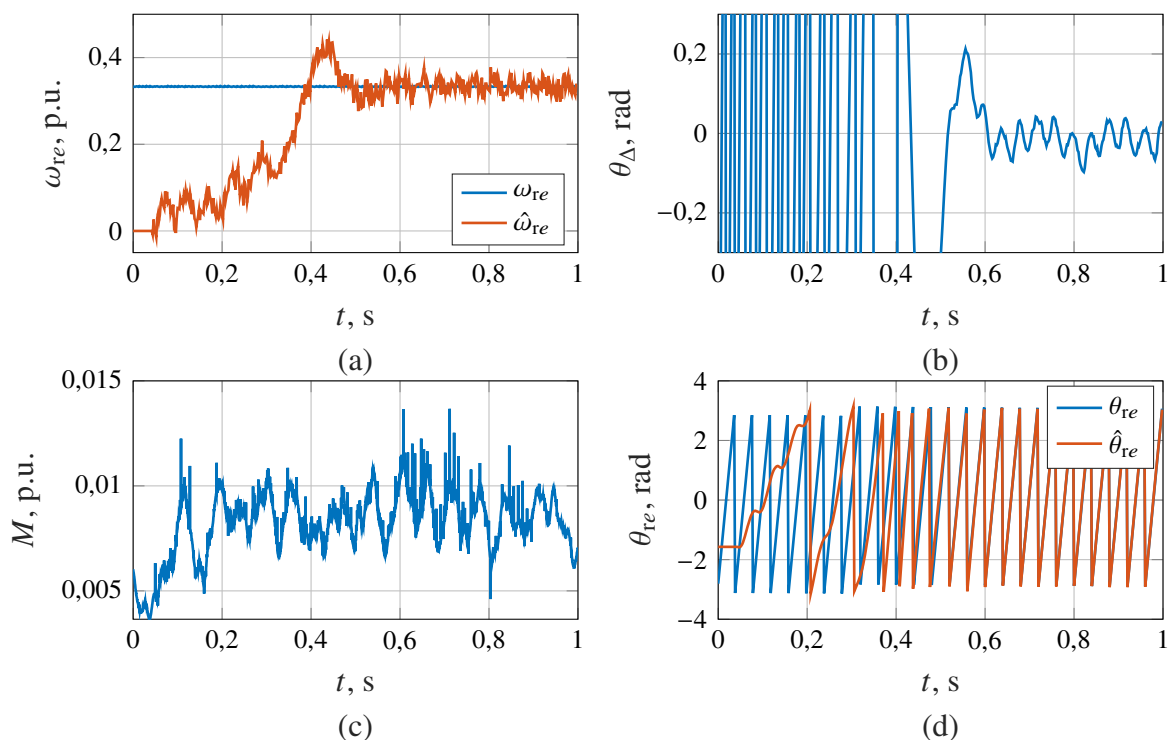 0,4
0,2
0
ω_re, p.u.
ω_re
ω̂_re
0 0,2 0,4 0,6 0,8 1
t, s
(a)
0,2
0
−0,2
θ_Δ, rad
0 0,2 0,4 0,6 0,8 1
t, s
(b)
0,015
0,01
0,005
M, p.u.
0 0,2 0,4 0,6 0,8 1
t, s
(c)
4
2
0
−2
−4
θ_re, rad
θ_re
θ̂_re
0 0,2 0,4 0,6 0,8 1
t, s
(d)